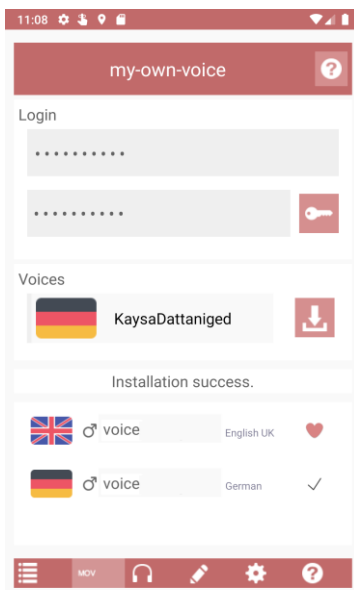 11:08
my-own-voice
Login
••••••••••
••••••••••
Voices
KaysaDattaniged
Installation success.
voice English UK
voice German
MOV